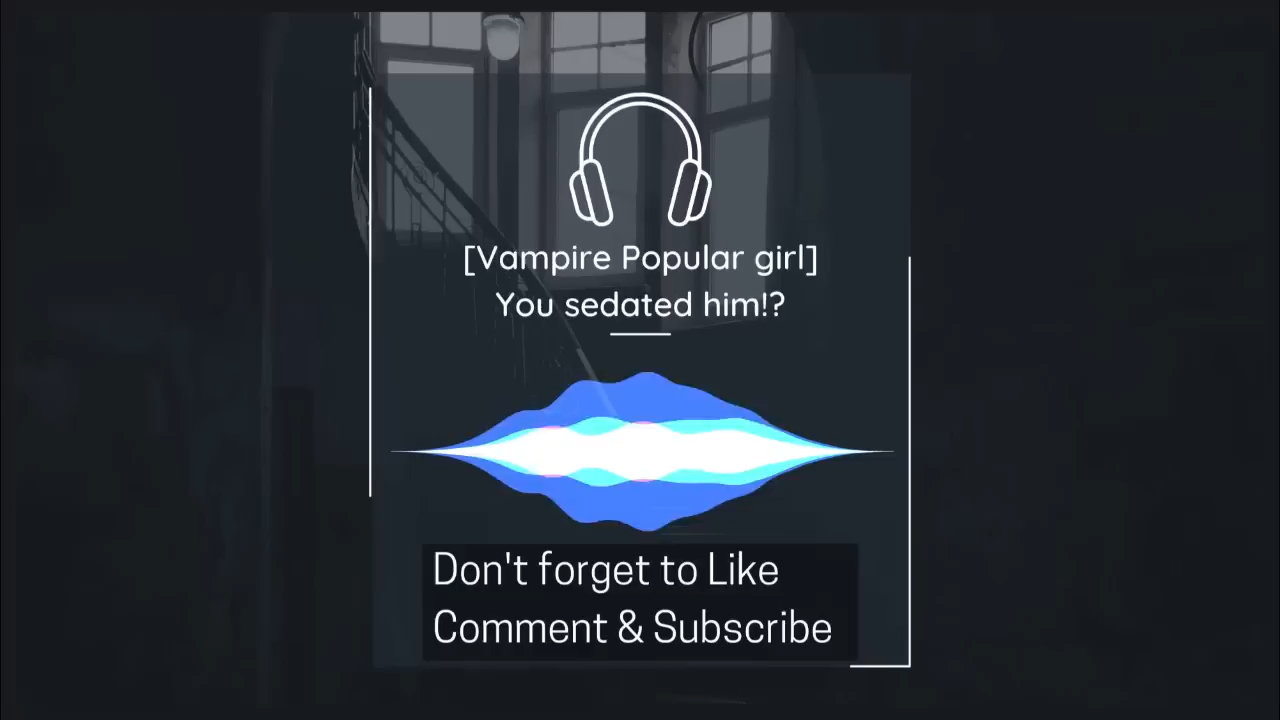 [Vampire Popular girl]
You sedated him!?
Don't forget to Like
Comment & Subscribe